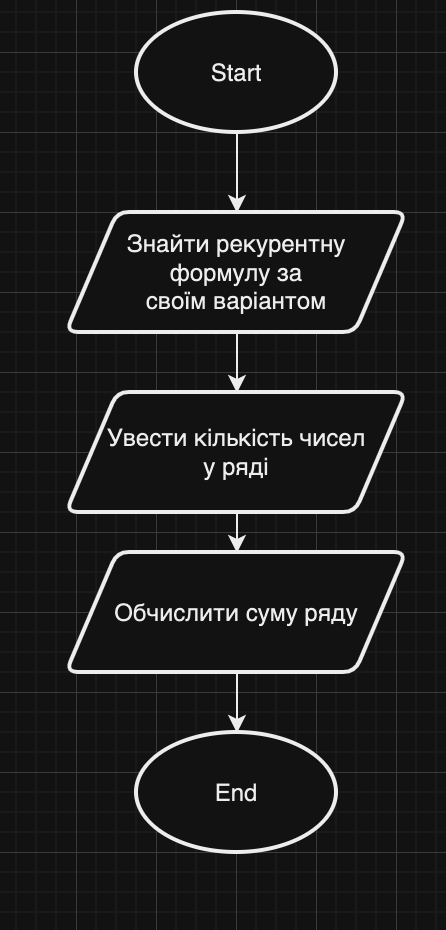 Start
Знайти рекурентну
формулу за
своїм варіантом
Увести кількість чисел
у ряді
Обчислити суму ряду
End